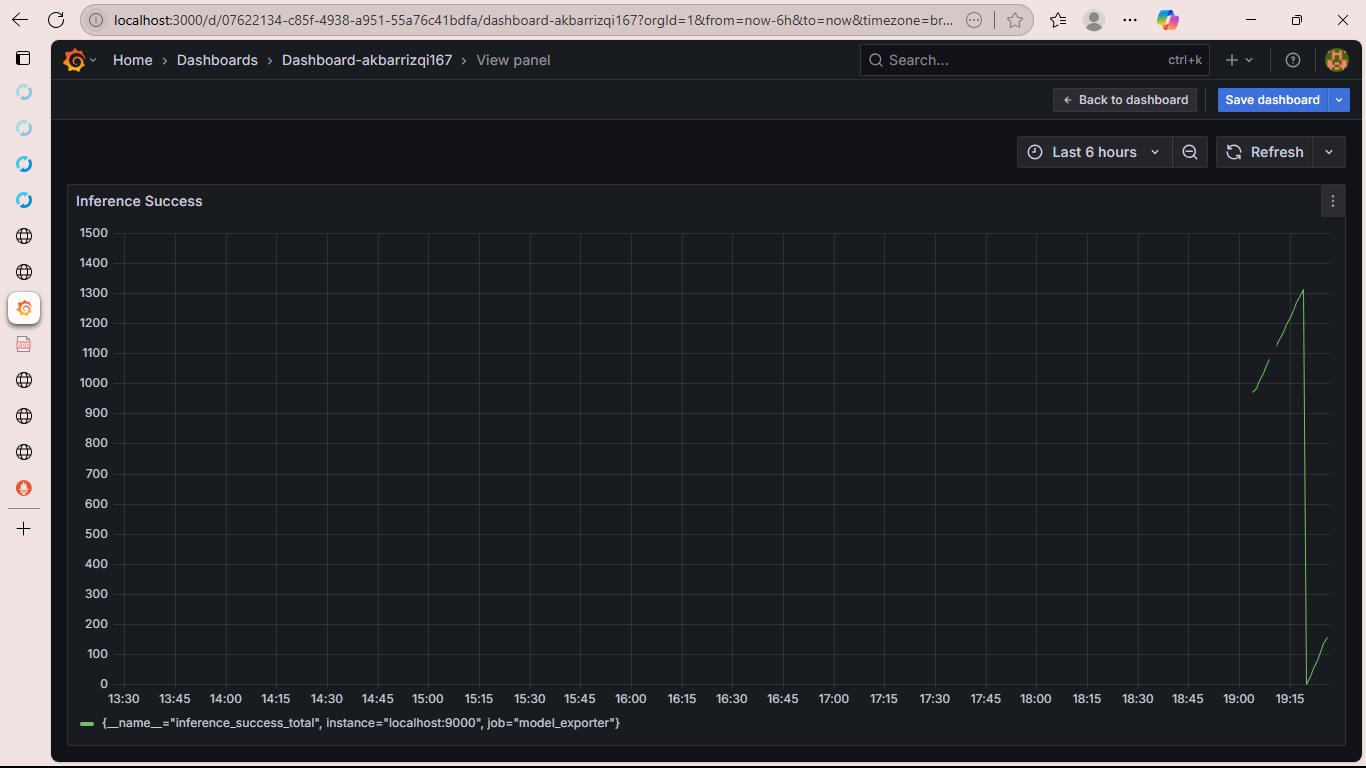 localhost:3000/d/07622134-c85f-4938-a951-55a76c41bdfa/dashboard-akbarrizqi167?orgId=1&from=now-6h&to=now&timezone=br...
Home › Dashboards › Dashboard-akbarrizqi167 › View panel
Search... ctrl+k
Back to dashboard
Save dashboard
Last 6 hours
Refresh
Inference Success
1500
1400
1300
1200
1100
1000
900
800
700
600
500
400
300
200
100
0
13:30 13:45 14:00 14:15 14:30 14:45 15:00 15:15 15:30 15:45 16:00 16:15 16:30 16:45 17:00 17:15 17:30 17:45 18:00 18:15 18:30 18:45 19:00 19:15
{__name__="inference_success_total", instance="localhost:9000", job="model_exporter"}
PDF